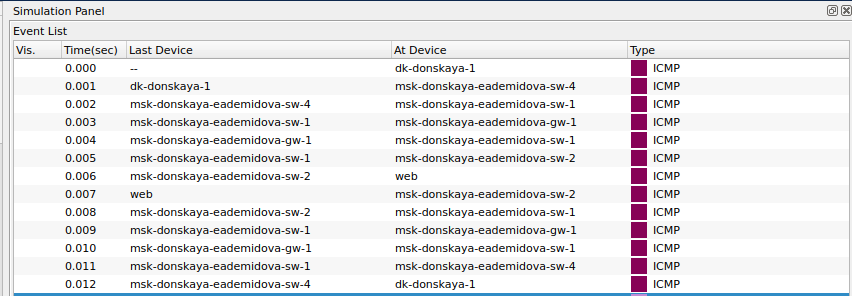 Simulation Panel
Event List
Vis. Time(sec) Last Device At Device Type
0.000 -- dk-donskaya-1 ICMP
0.001 dk-donskaya-1 msk-donskaya-eademidova-sw-4 ICMP
0.002 msk-donskaya-eademidova-sw-4 msk-donskaya-eademidova-sw-1 ICMP
0.003 msk-donskaya-eademidova-sw-1 msk-donskaya-eademidova-gw-1 ICMP
0.004 msk-donskaya-eademidova-gw-1 msk-donskaya-eademidova-sw-1 ICMP
0.005 msk-donskaya-eademidova-sw-1 msk-donskaya-eademidova-sw-2 ICMP
0.006 msk-donskaya-eademidova-sw-2 web ICMP
0.007 web msk-donskaya-eademidova-sw-2 ICMP
0.008 msk-donskaya-eademidova-sw-2 msk-donskaya-eademidova-sw-1 ICMP
0.009 msk-donskaya-eademidova-sw-1 msk-donskaya-eademidova-gw-1 ICMP
0.010 msk-donskaya-eademidova-gw-1 msk-donskaya-eademidova-sw-1 ICMP
0.011 msk-donskaya-eademidova-sw-1 msk-donskaya-eademidova-sw-4 ICMP
0.012 msk-donskaya-eademidova-sw-4 dk-donskaya-1 ICMP